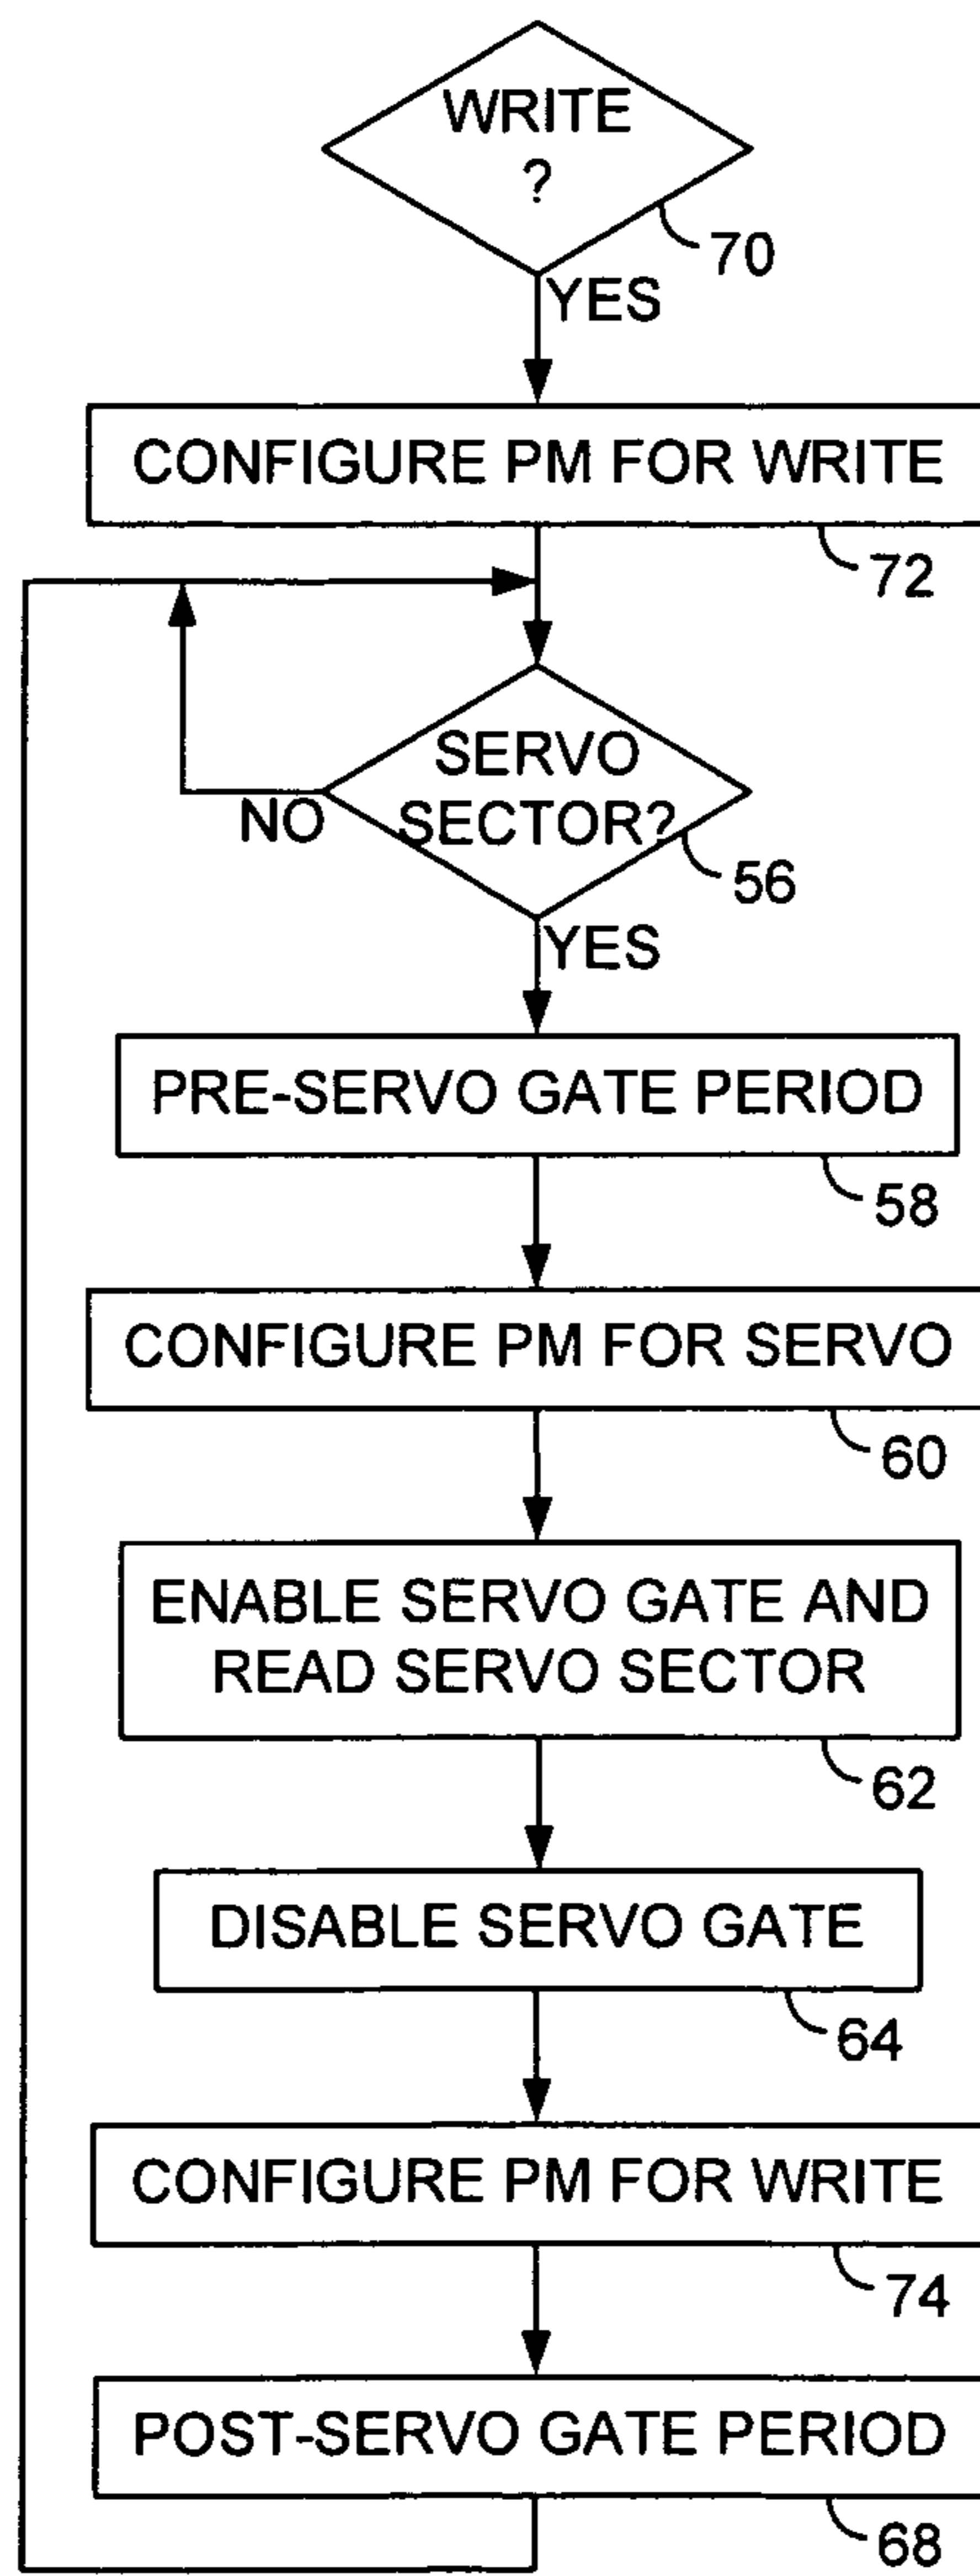 WRITE
?
70
YES
CONFIGURE PM FOR WRITE
72
SERVO
SECTOR?
NO
56
YES
PRE-SERVO GATE PERIOD
58
CONFIGURE PM FOR SERVO
60
ENABLE SERVO GATE AND
READ SERVO SECTOR
62
DISABLE SERVO GATE
64
CONFIGURE PM FOR WRITE
74
POST-SERVO GATE PERIOD
68